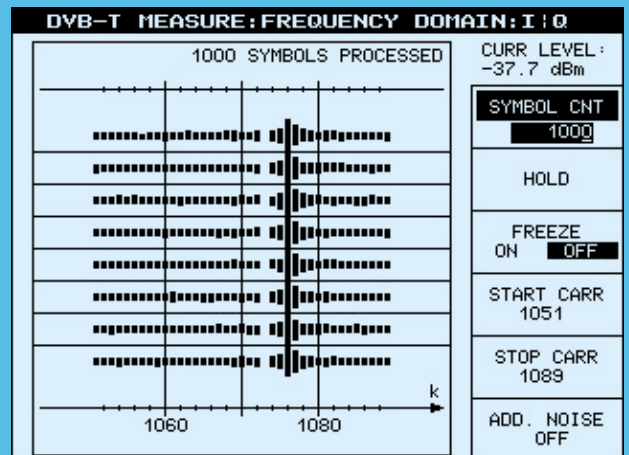 DVB-T MEASURE:FREQUENCY DOMAIN:I¦Q
1000 SYMBOLS PROCESSED
k
1060 1080
CURR LEVEL:
-37.7 dBm
SYMBOL CNT
1000
HOLD
FREEZE
ON OFF
START CARR
1051
STOP CARR
1089
ADD. NOISE
OFF